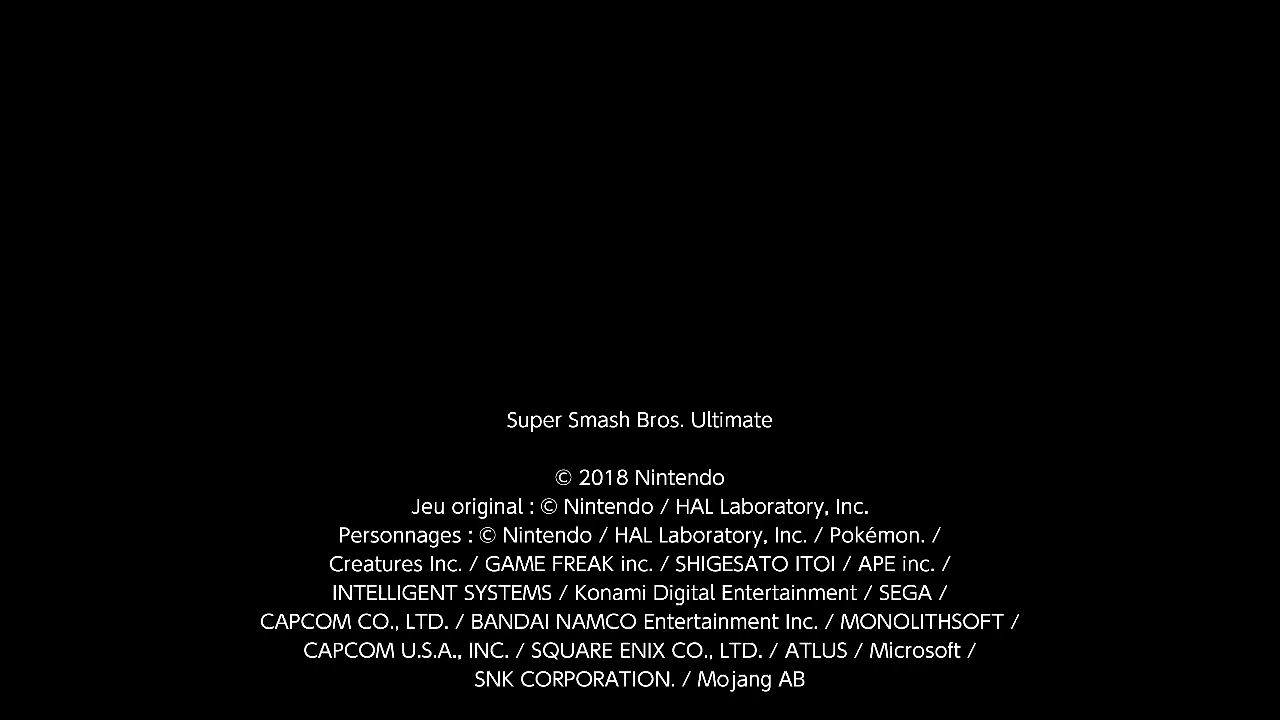 Super Smash Bros. Ultimate
© 2018 Nintendo
Jeu original : © Nintendo / HAL Laboratory, Inc.
Personnages : © Nintendo / HAL Laboratory, Inc. / Pokémon. /
Creatures Inc. / GAME FREAK inc. / SHIGESATO ITOI / APE inc. /
INTELLIGENT SYSTEMS / Konami Digital Entertainment / SEGA /
CAPCOM CO., LTD. / BANDAI NAMCO Entertainment Inc. / MONOLITHSOFT /
CAPCOM U.S.A., INC. / SQUARE ENIX CO., LTD. / ATLUS / Microsoft /
SNK CORPORATION. / Mojang AB